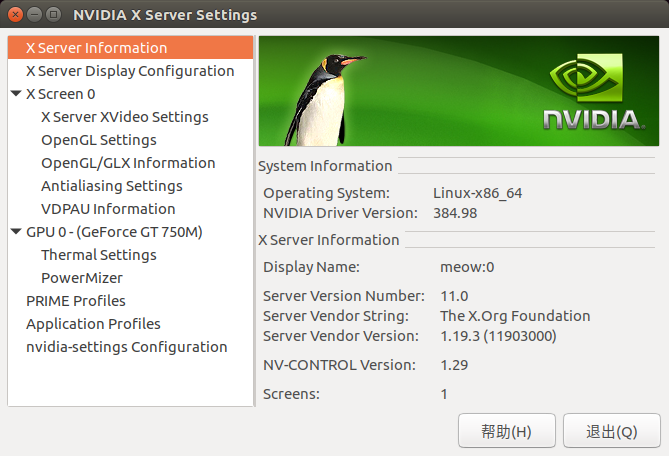 NVIDIA X Server Settings
X Server Information
X Server Display Configuration
X Screen 0
X Server XVideo Settings
OpenGL Settings
OpenGL/GLX Information
Antialiasing Settings
VDPAU Information
GPU 0 - (GeForce GT 750M)
Thermal Settings
PowerMizer
PRIME Profiles
Application Profiles
nvidia-settings Configuration
NVIDIA.
System Information
Operating System: Linux-x86_64
NVIDIA Driver Version: 384.98
X Server Information
Display Name: meow:0
Server Version Number: 11.0
Server Vendor String: The X.Org Foundation
Server Vendor Version: 1.19.3 (11903000)
NV-CONTROL Version: 1.29
Screens: 1
帮助(H) 退出(Q)